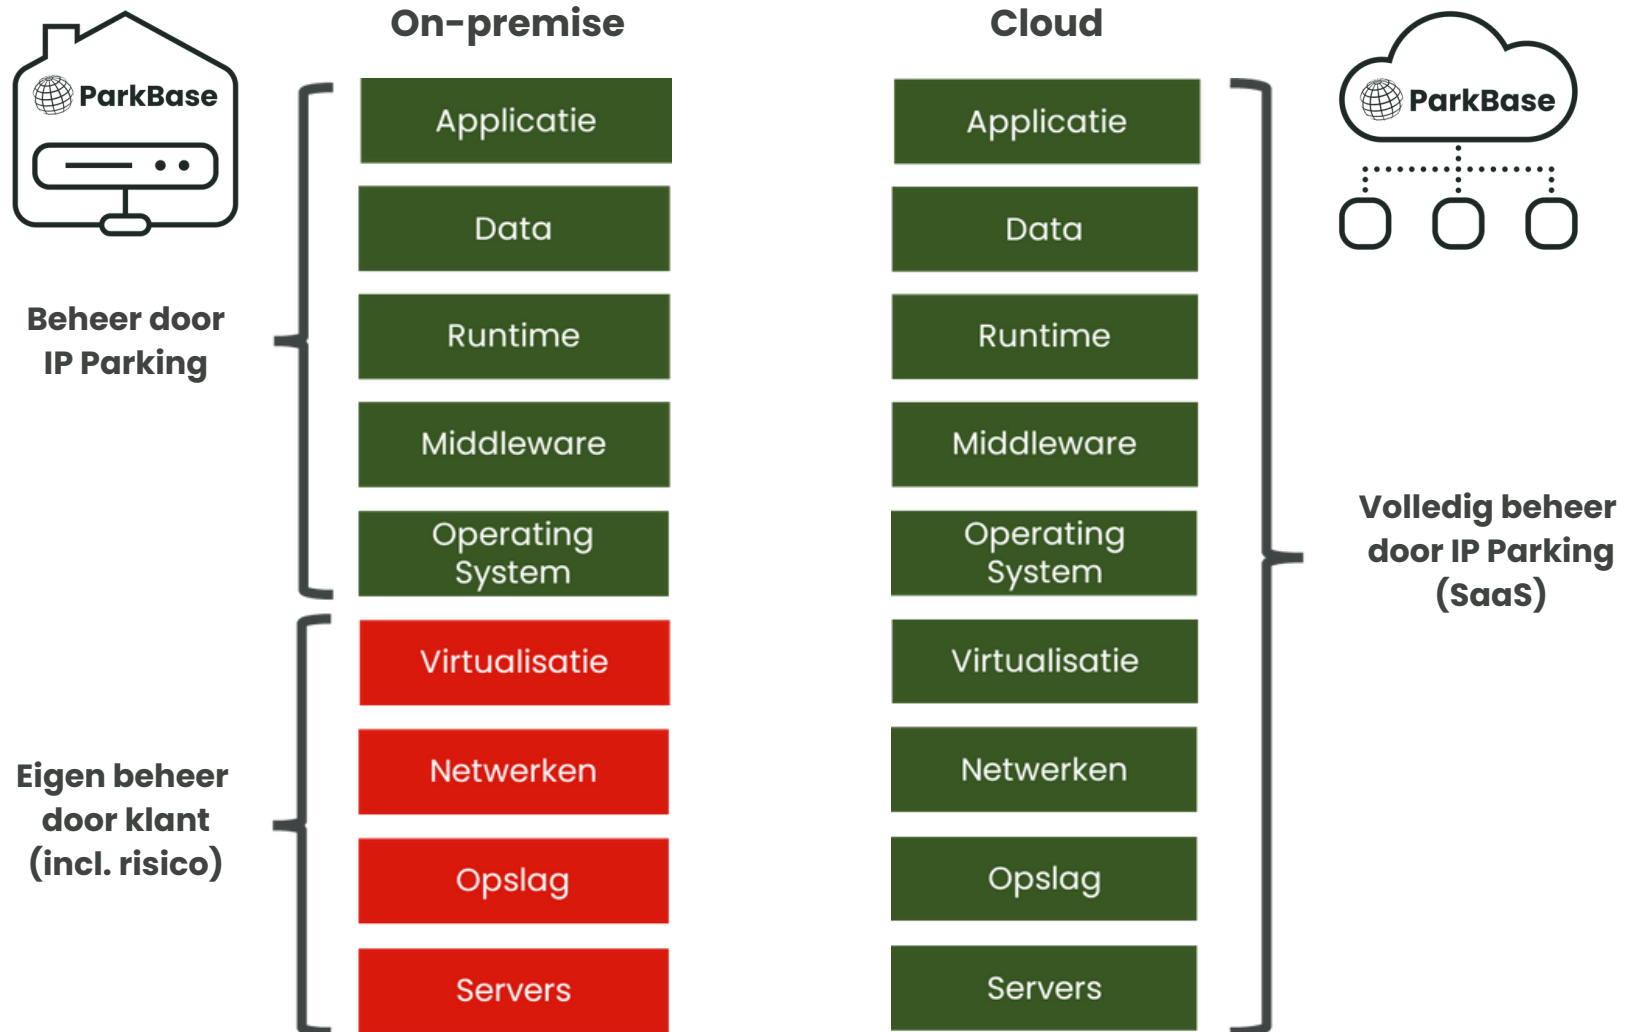 On-premise
Cloud
ParkBase
ParkBase
Applicatie
Data
Runtime
Middleware
Operating
System
Virtualisatie
Netwerken
Opslag
Servers
Beheer door
IP Parking
Eigen beheer
door klant
(incl. risico)
Applicatie
Data
Runtime
Middleware
Operating
System
Virtualisatie
Netwerken
Opslag
Servers
Volledig beheer
door IP Parking
(SaaS)